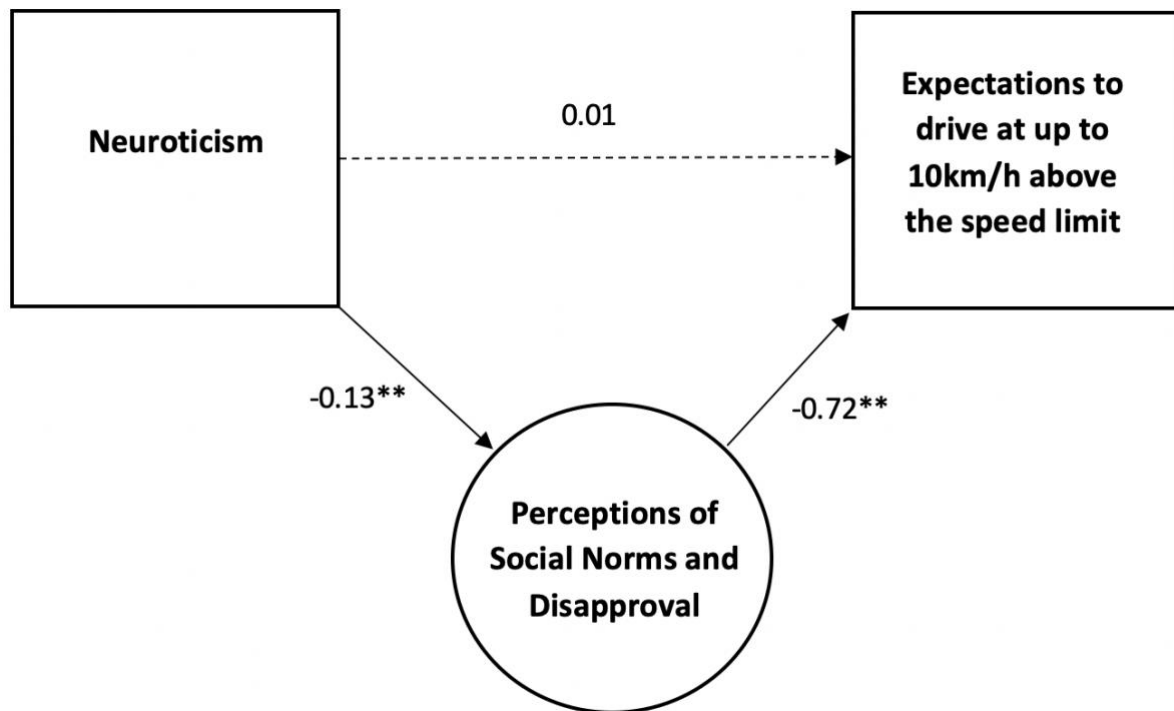 Neuroticism
0.01
Expectations to
drive at up to
10km/h above
the speed limit
-0.13**
-0.72**
Perceptions of
Social Norms and
Disapproval